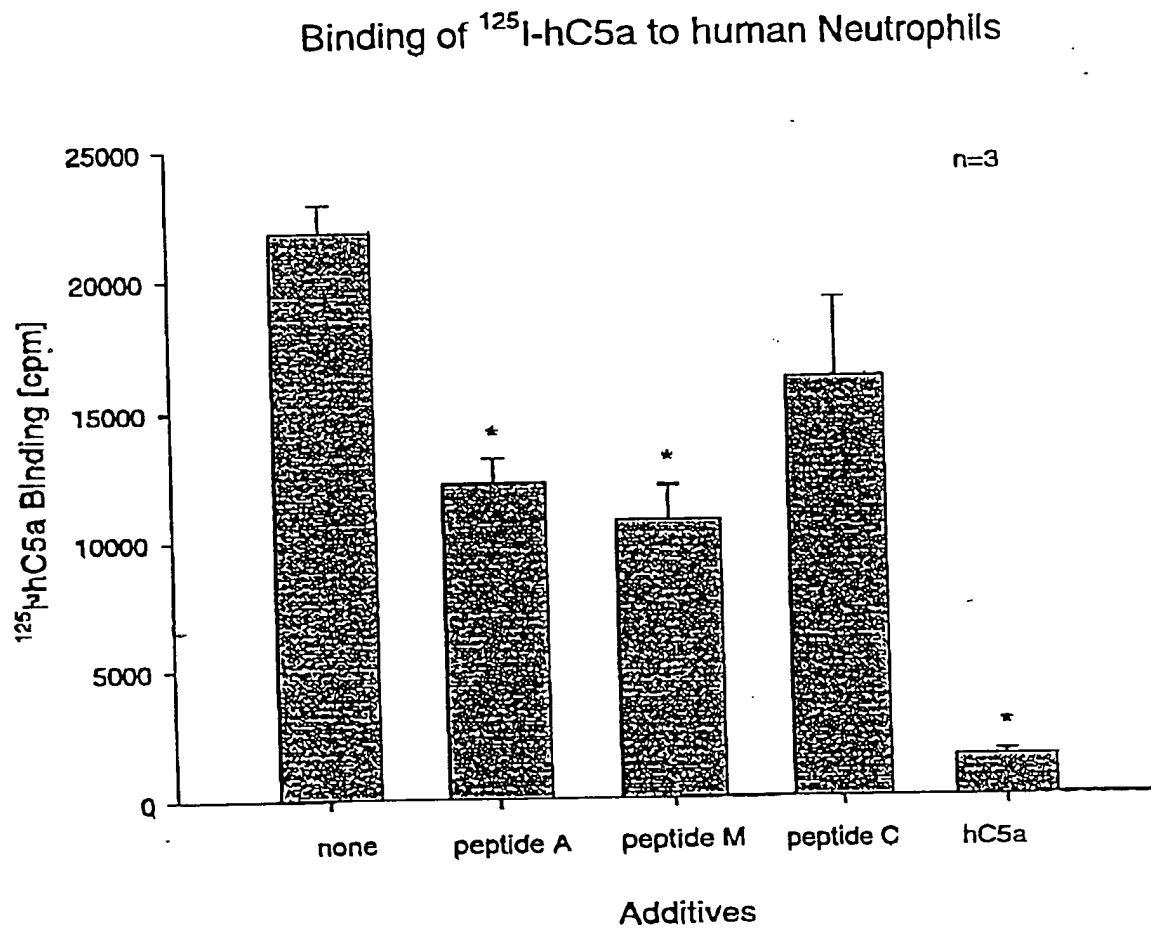 Binding of ¹²⁵I-hC5a to human Neutrophils
n=3
25000
20000
15000
10000
5000
0
¹²⁵I-hC5a Binding [cpm]
*
*
*
none
peptide A
peptide M
peptide C
hC5a
Additives